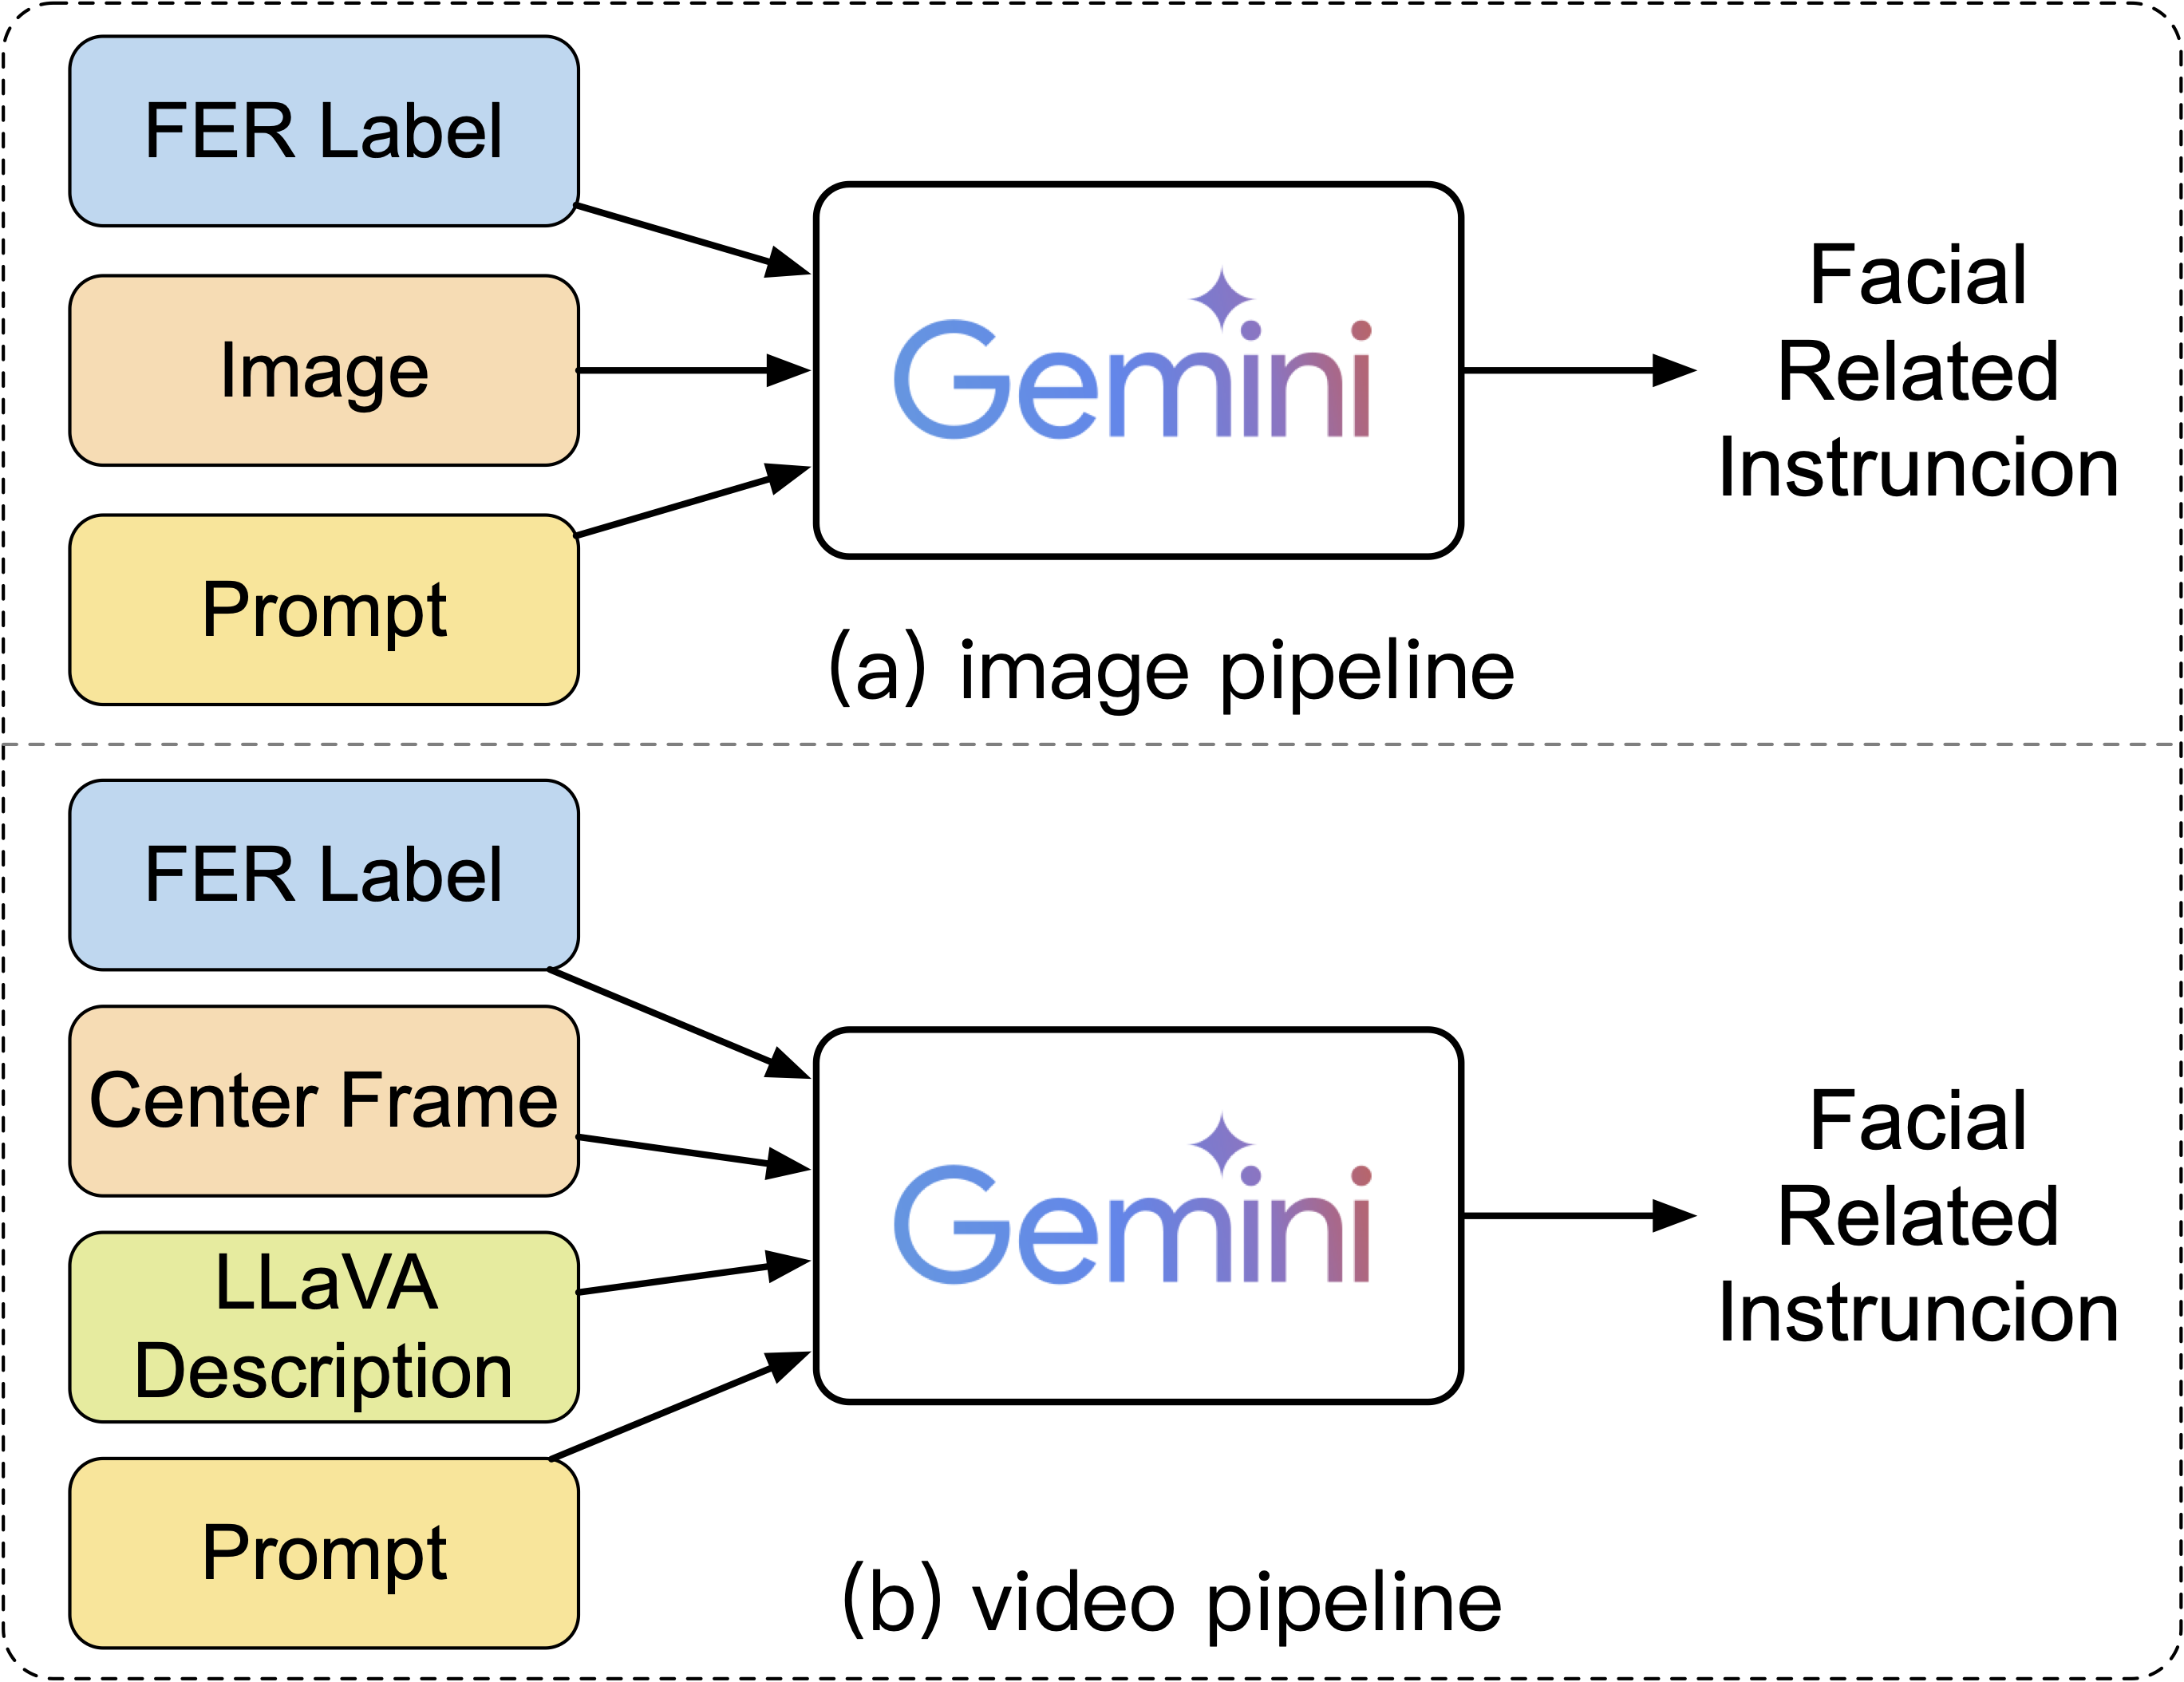 FER Label
Image
Prompt
Gemini
Facial
Related
Instruncion
(a) image pipeline
FER Label
Center Frame
LLaVA
Description
Prompt
Gemini
Facial
Related
Instruncion
(b) video pipeline